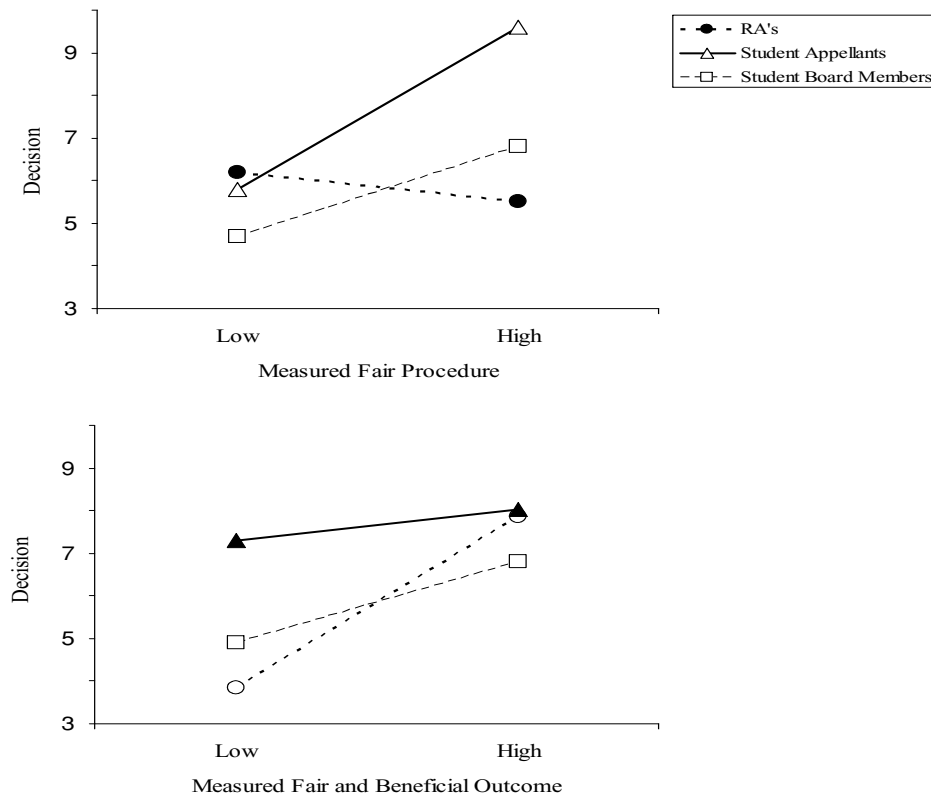 RA's
Student Appellants
Student Board Members
9
7
5
3
Decision
Low High
Measured Fair Procedure
9
7
5
3
Decision
Low High
Measured Fair and Beneficial Outcome